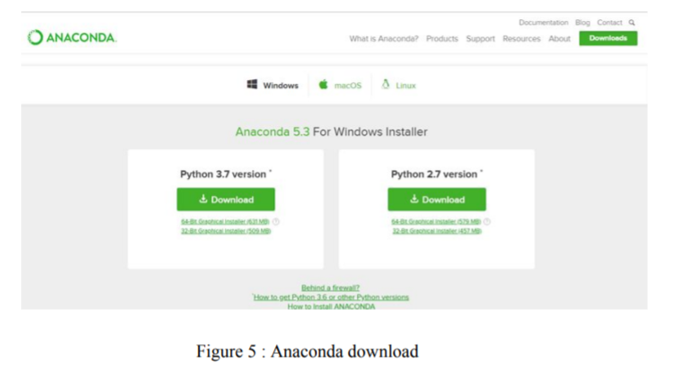 Documentation Blog Contact
ANACONDA.
What is Anaconda? Products Support Resources About Downloads
Windows macOS Linux
Anaconda 5.3 For Windows Installer
Python 3.7 version * Python 2.7 version *
Download Download
64-Bit Graphical Installer (631 MB) ? 64-Bit Graphical Installer (576 MB) ?
32-Bit Graphical Installer (509 MB) 32-Bit Graphical Installer (457 MB)
Behind a firewall?
*How to get Python 3.6 or other Python versions
How to Install ANACONDA
Figure 5 : Anaconda download